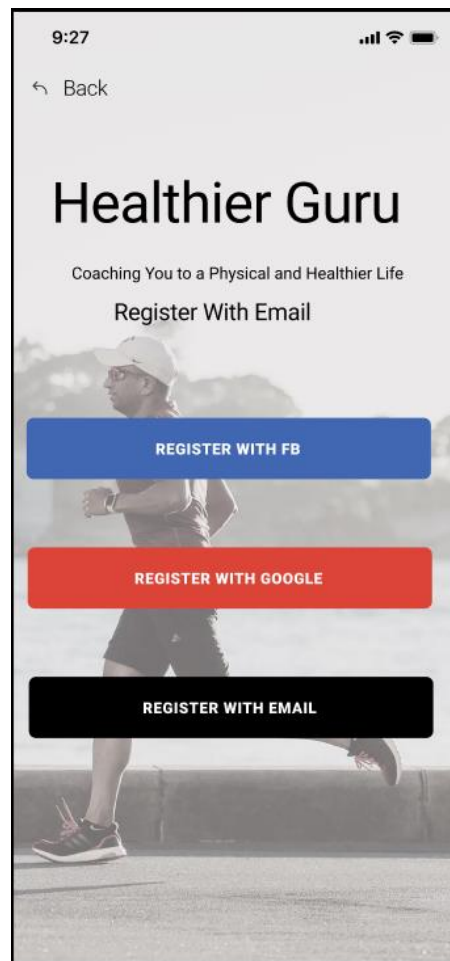 9:27
Back
Healthier Guru
Coaching You to a Physical and Healthier Life
Register With Email
REGISTER WITH FB
REGISTER WITH GOOGLE
REGISTER WITH EMAIL